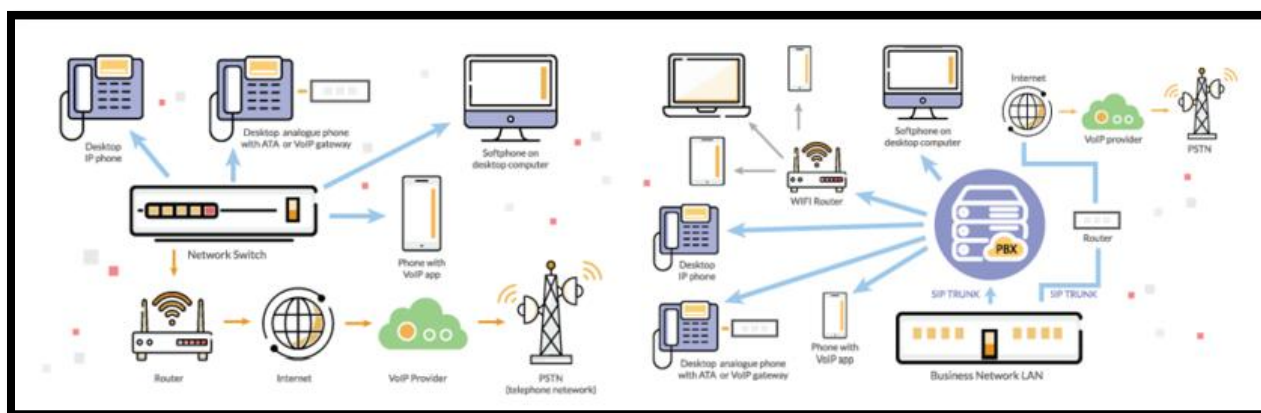 Desktop
IP phone
Desktop analogue phone
with ATA or VoIP gateway
Softphone on
desktop computer
Network Switch
Phone with
VoIP app
Router
Internet
VoIP Provider
PSTN
(telephone netework)
WIFI Router
Softphone on
desktop computer
Internet
VoIP provider
PSTN
Desktop
IP phone
PBX
Router
SIP TRUNK
SIP TRUNK
Desktop analogue phone
with ATA or VoIP gateway
Phone with
VoIP app
Business Network LAN